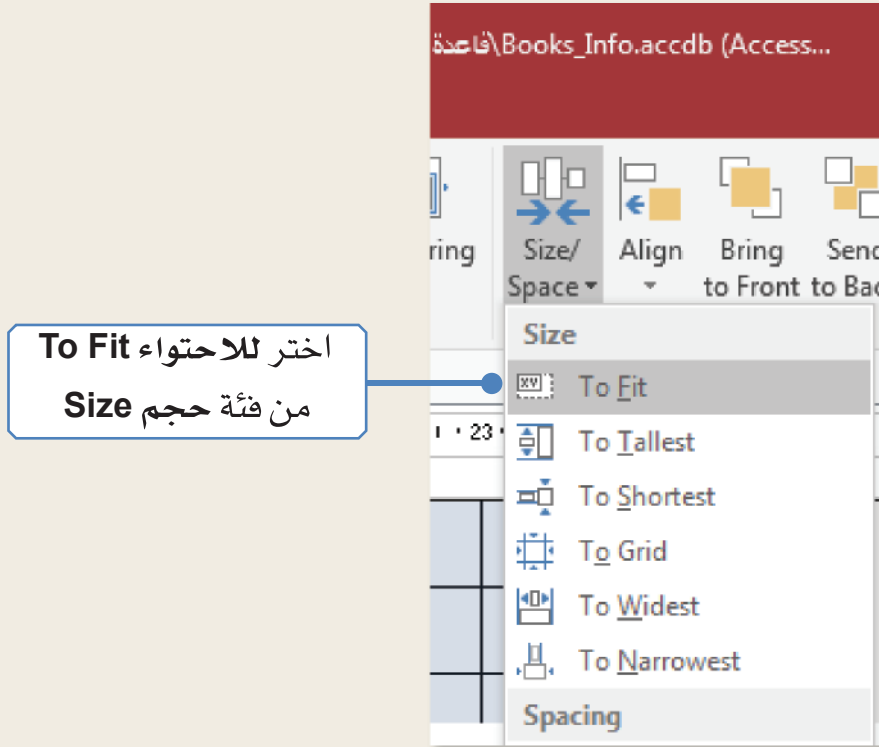 قاعدة\Books_Info.accdb (Access...
ring
Size/
Space
Align
Bring
to Front
Send
to Bac
Size
To Fit
اختر للاحتواء To Fit
من فئة حجم Size
23
To Tallest
To Shortest
To Grid
To Widest
To Narrowest
Spacing